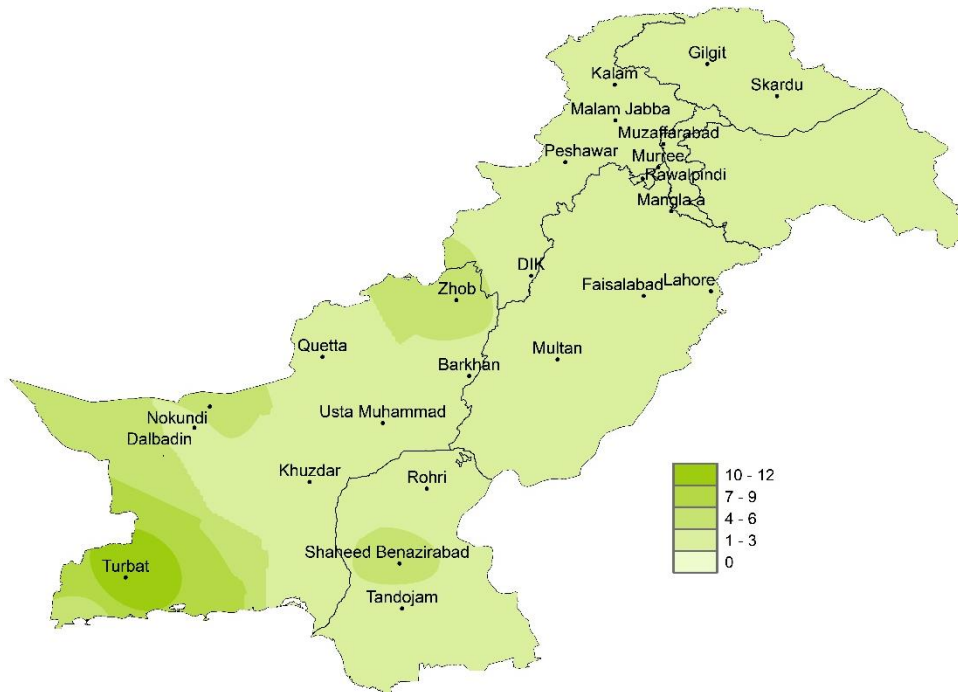 Gilgit
Kalam
Skardu
Malam Jabba
Muzaffarabad
Peshawar
Murree
Rawalpindi
Mangla a
DIK
Zhob
Faisalabad
Lahore
Quetta
Multan
Barkhan
Nokundi
Usta Muhammad
Dalbadin
Khuzdar
Rohri
Shaheed Benazirabad
Turbat
Tandojam
10 - 12
7 - 9
4 - 6
1 - 3
0